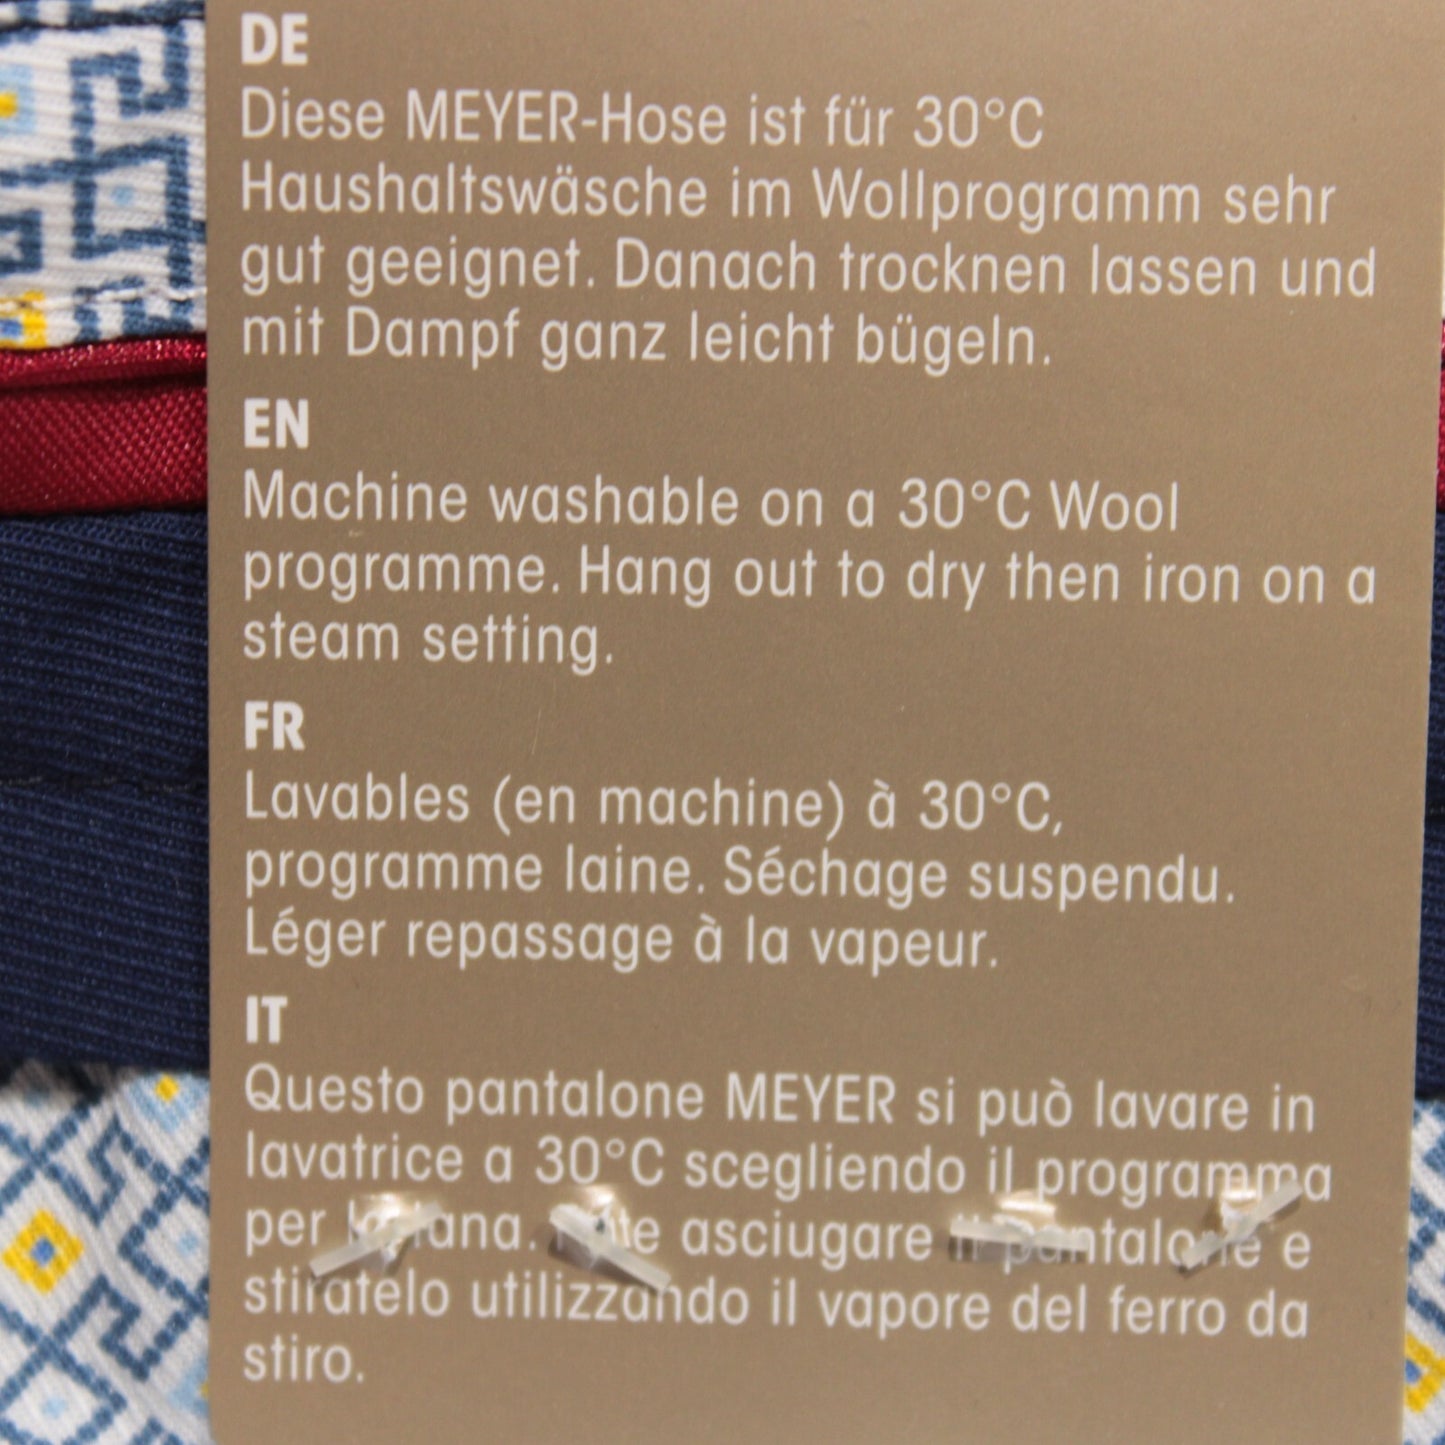 DE
Diese MEYER-Hose ist für 30°C
Haushaltswäsche im Wollprogramm sehr
gut geeignet. Danach trocknen lassen und
mit Dampf ganz leicht bügeln.
EN
Machine washable on a 30°C Wool
programme. Hang out to dry then iron on a
steam setting.
FR
Lavables (en machine) à 30°C,
programme laine. Séchage suspendu.
Léger repassage à la vapeur.
IT
Questo pantalone MEYER si può lavare in
lavatrice a 30°C scegliendo il programma
per lana. asciugare il pantalone e
stiratelo utilizzando il vapore del ferro da
stiro.